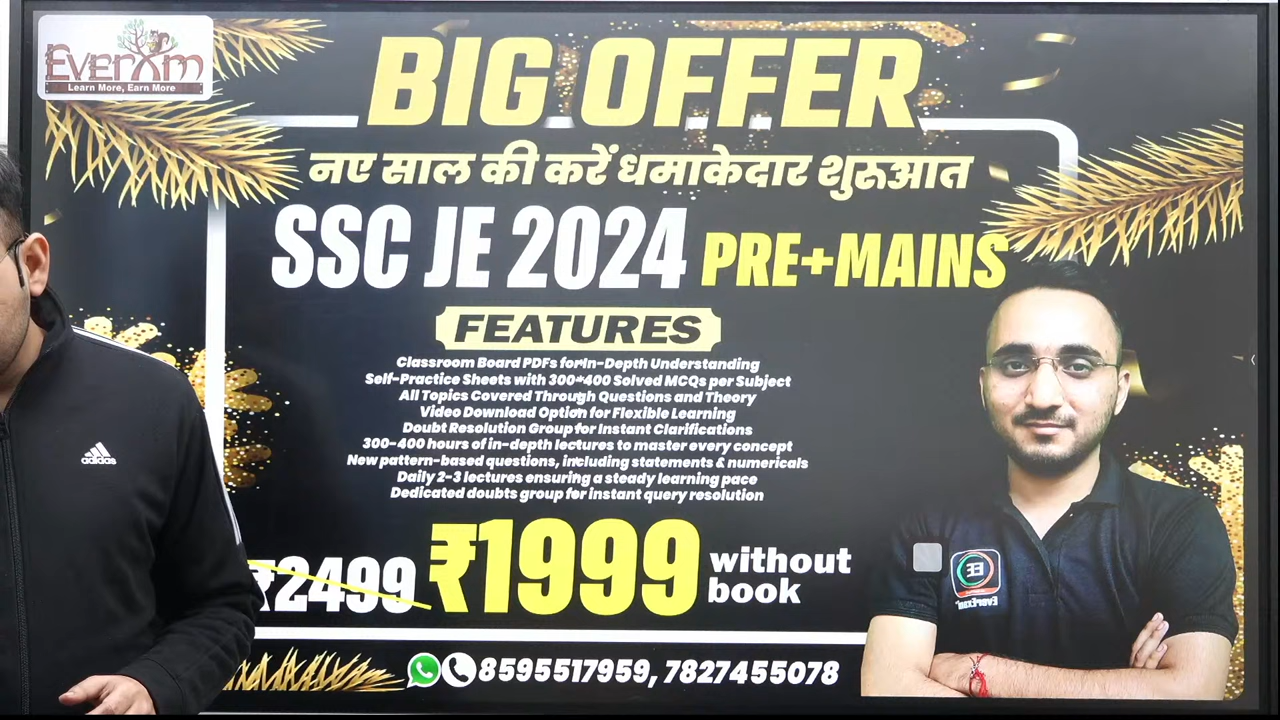 EverExam
Learn More, Earn More
BIG OFFER
नए साल की करें धमाकेदार शुरूआत
SSC JE 2024 PRE+MAINS
FEATURES
Classroom Board PDFs for In-Depth Understanding
Self-Practice Sheets with 300-400 Solved MCQs per Subject
All Topics Covered Through Questions and Theory
Video Download Option for Flexible Learning
Doubt Resolution Group for Instant Clarifications
300-400 hours of in-depth lectures to master every concept
New pattern-based questions, including statements & numericals
Daily 2-3 lectures ensuring a steady learning pace
Dedicated doubts group for instant query resolution
₹2499 ₹1999 without book
8595517959, 7827455078
adidas
EverExam